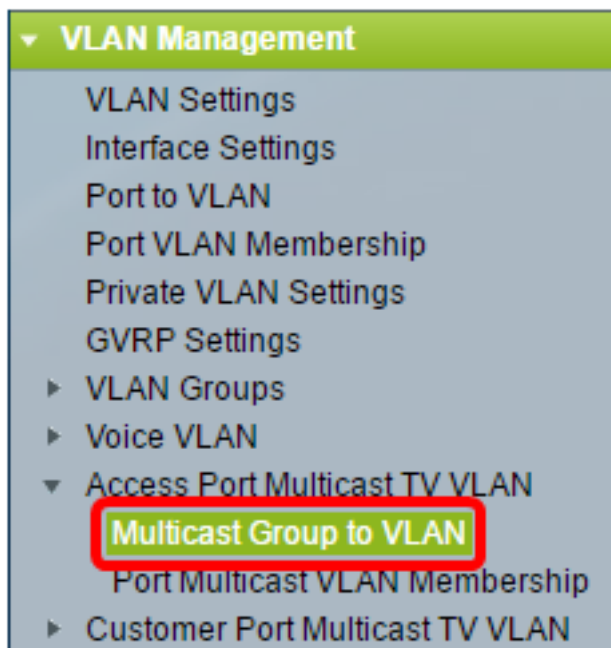 VLAN Management
VLAN Settings
Interface Settings
Port to VLAN
Port VLAN Membership
Private VLAN Settings
GVRP Settings
VLAN Groups
Voice VLAN
Access Port Multicast TV VLAN
Multicast Group to VLAN
Port Multicast VLAN Membership
Customer Port Multicast TV VLAN